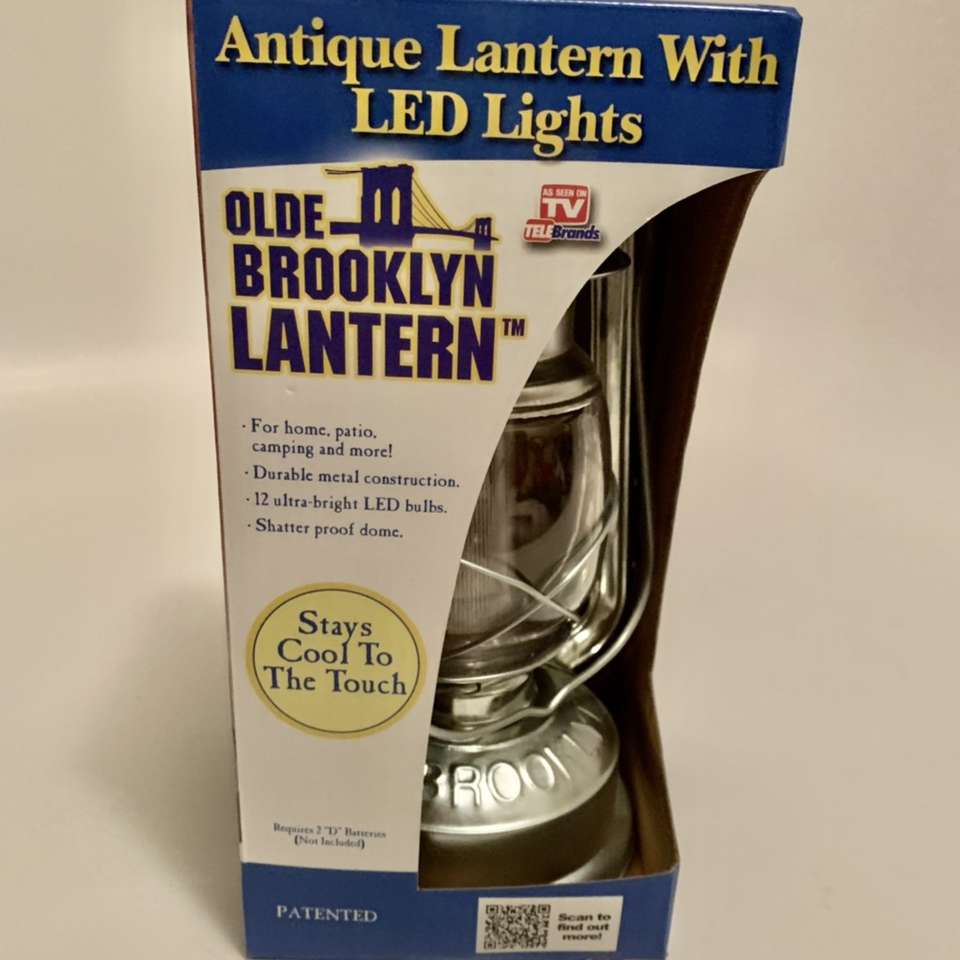 Antique Lantern With
LED Lights
OLDE
BROOKLYN
LANTERN™
AS SEEN ON
TV
TELEBrands
· For home, patio,
camping and more!
· Durable metal construction.
· 12 ultra-bright LED bulbs.
· Shatter proof dome.
Stays
Cool To
The Touch
BROOK
Requires 2 "D" Batteries
(Not Included)
PATENTED
Scan to
find out
more!